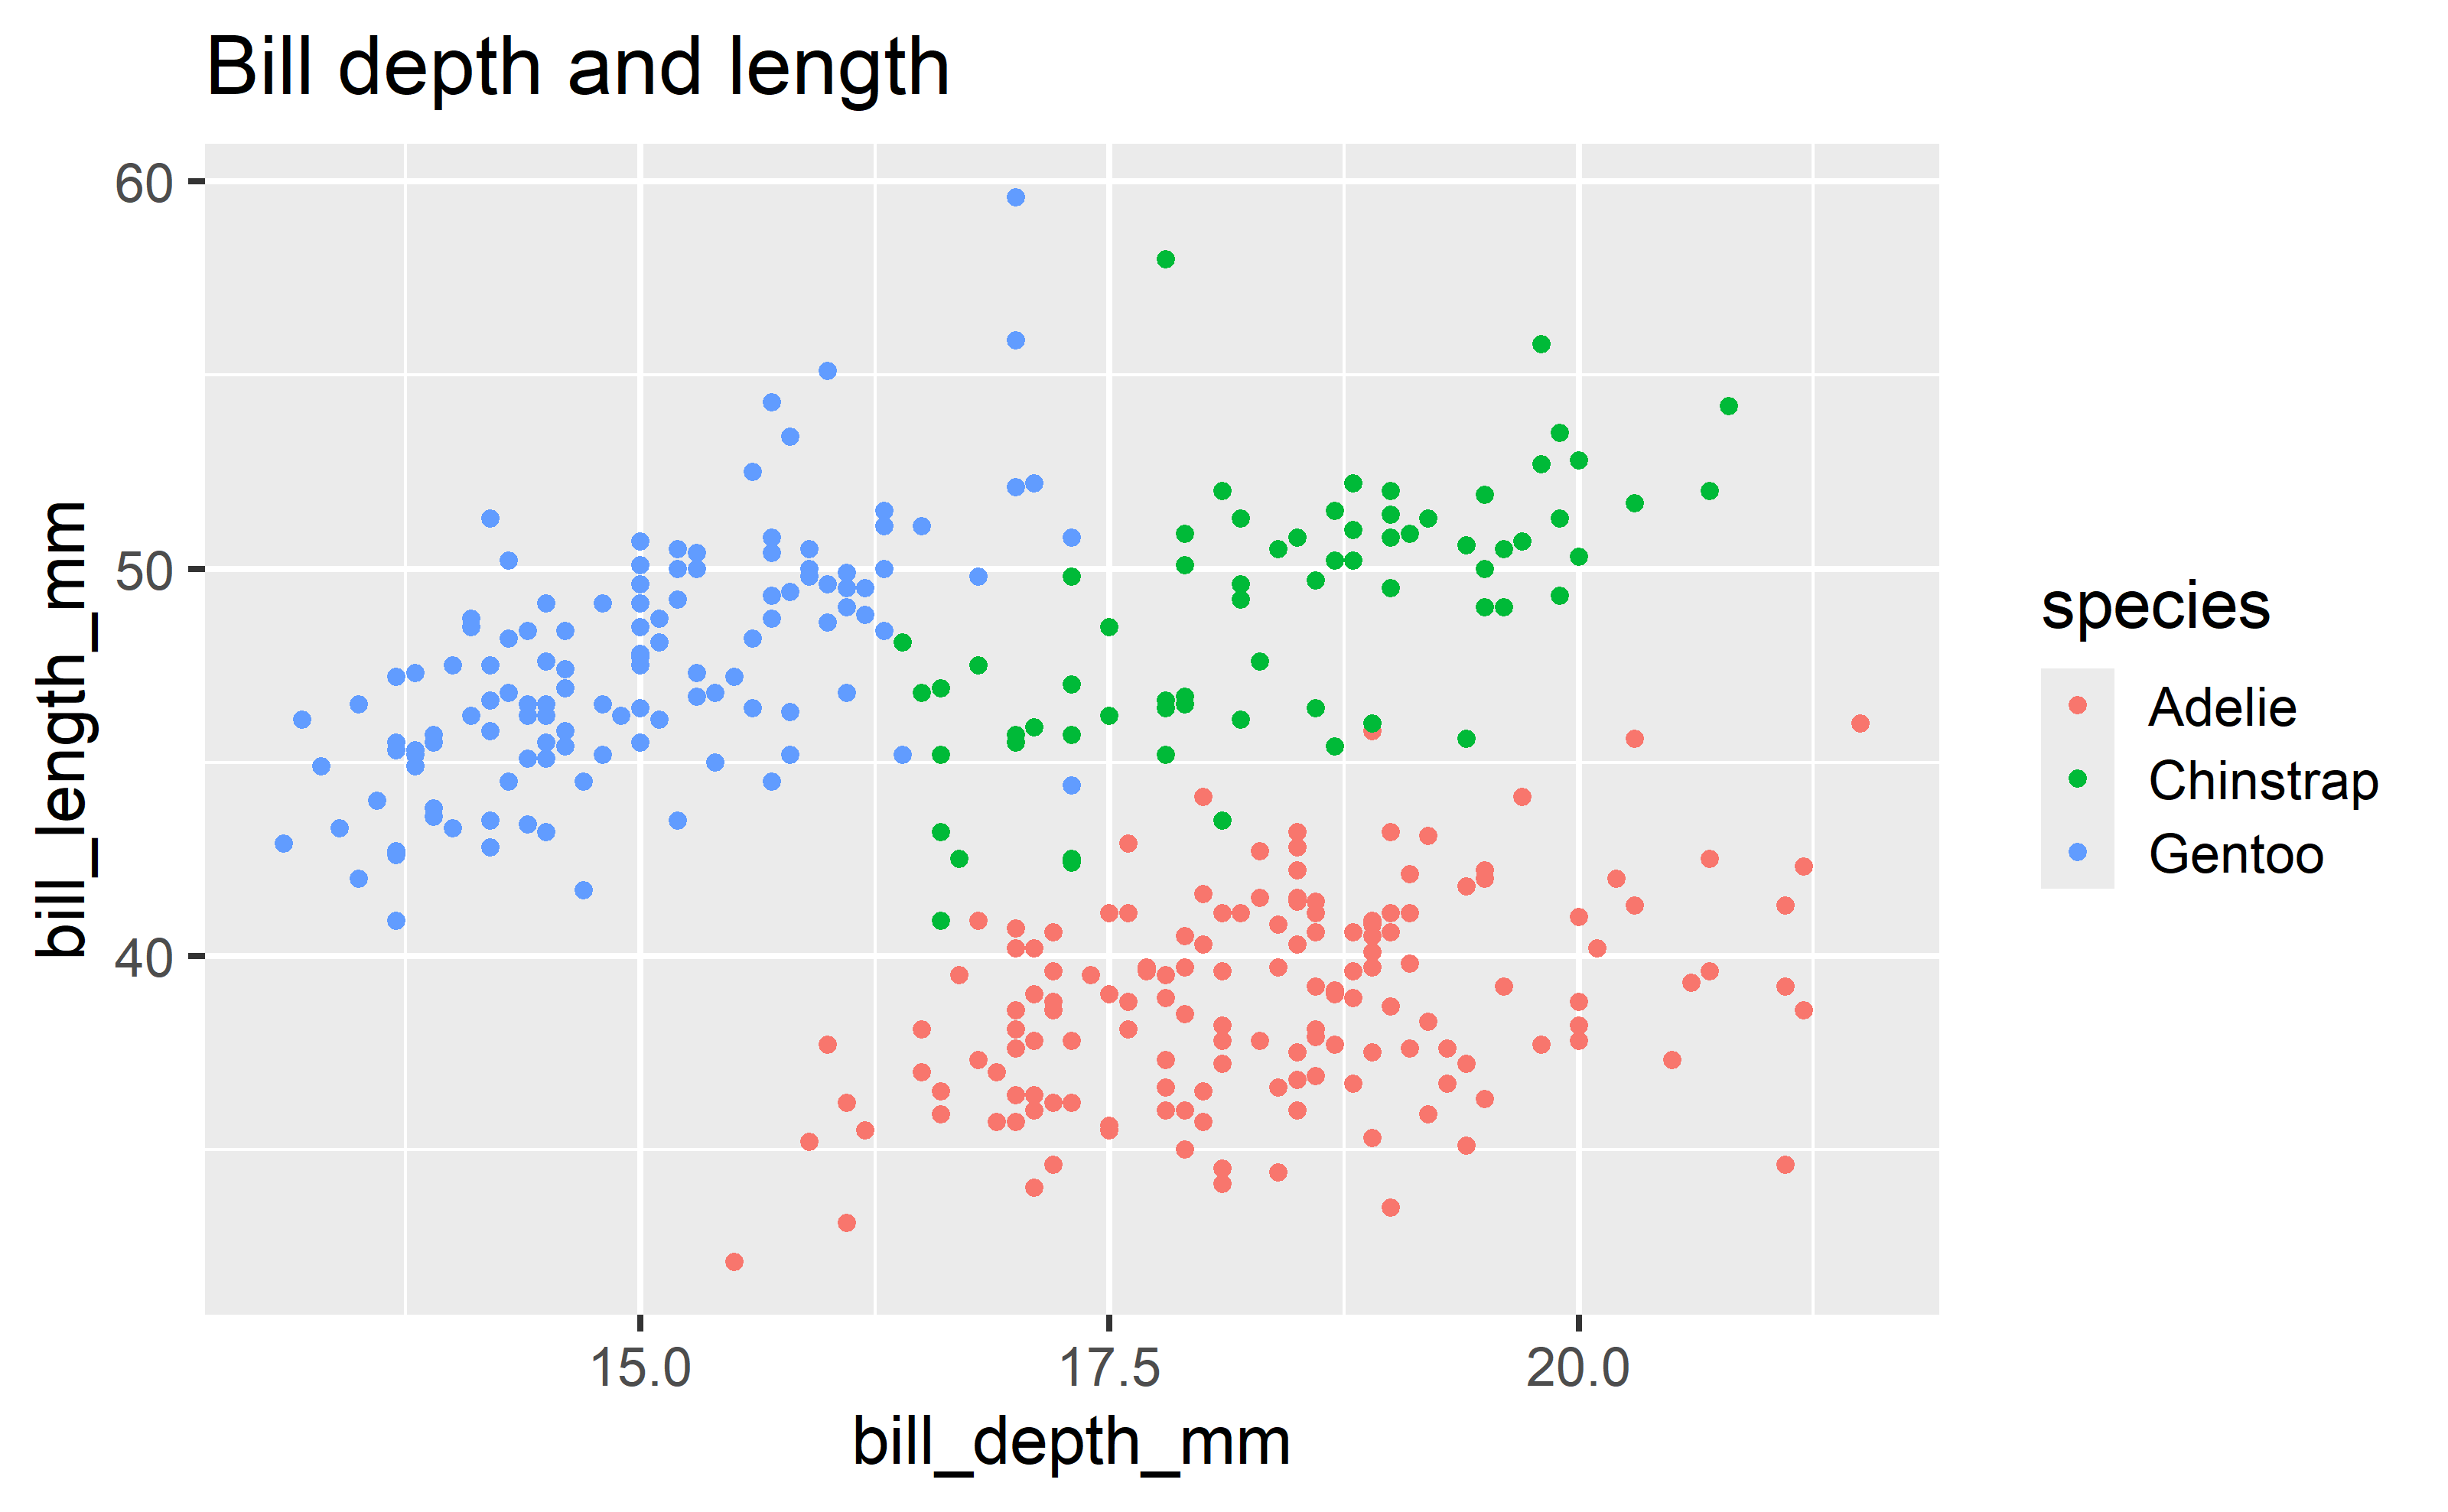 Bill depth and length
60
50
40
bill_length_mm
15.0 17.5 20.0
bill_depth_mm
species
Adelie
Chinstrap
Gentoo